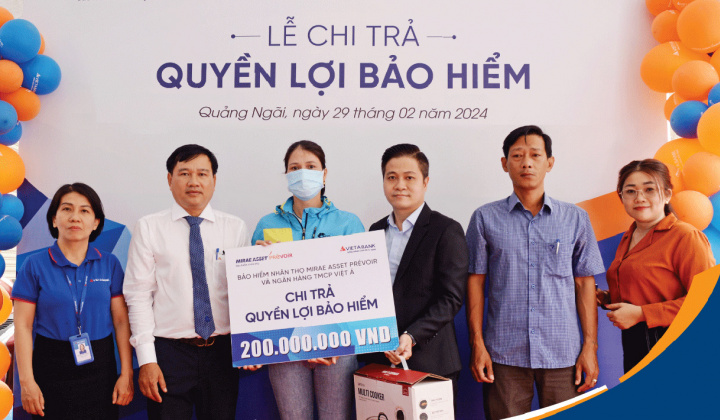 LỄ CHI TRẢ
QUYỀN LỢI BẢO HIỂM
Quảng Ngãi, ngày 29 tháng 02 năm 2024
MIRAE ASSET PRÉVOIR
VIETABANK
BẢO HIỂM NHÂN THỌ MIRAE ASSET PRÉVOIR
VÀ NGÂN HÀNG TMCP VIỆT Á
CHI TRẢ
QUYỀN LỢI BẢO HIỂM
200.000.000 VNĐ
MULTI COOKER